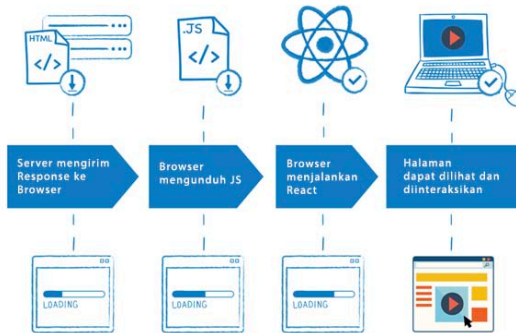 HTML
.JS
Server mengirim
Response ke
Browser
Browser
mengunduh JS
Browser
menjalankan
React
Halaman
dapat dilihat dan
diinteraksikan
LOADING
LOADING
LOADING